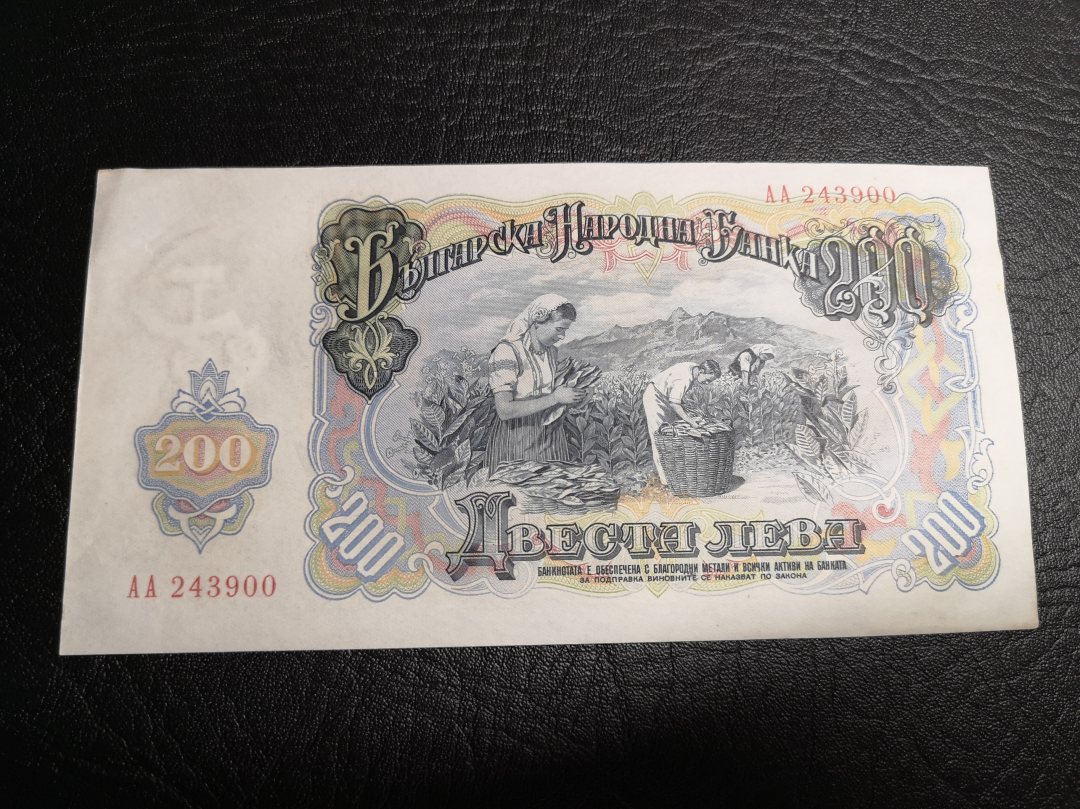 АА 243900
Българска Народна Банка 200
200
АА 243900
200
Двеста лева
200
БАНКНОТАТА Е ОБЕСПЕЧЕНА С БЛАГОРОДНИ МЕТАЛИ И ВСИЧКИ АКТИВИ НА БАНКАТА
ЗА ПОДПРАВКА ВИНОВНИТЕ СЕ НАКАЗВАТ ПО ЗАКОНА